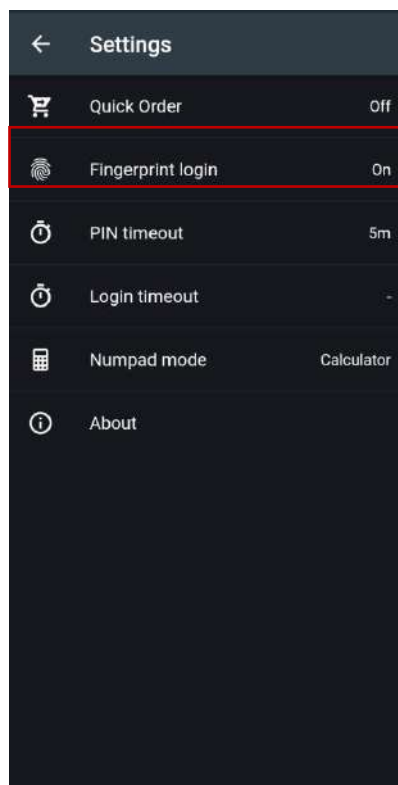 Settings
Quick Order Off
Fingerprint login On
PIN timeout 5m
Login timeout -
Numpad mode Calculator
About